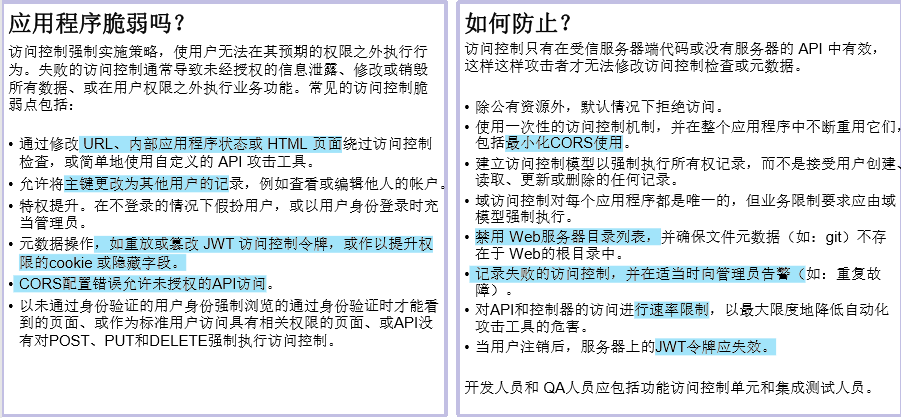 应用程序脆弱吗？
访问控制强制实施策略，使用户无法在其预期的权限之外执行行
为。失败的访问控制通常导致未经授权的信息泄露、修改或销毁
所有数据、或在用户权限之外执行业务功能。常见的访问控制脆
弱点包括：
• 通过修改 URL、内部应用程序状态或 HTML 页面绕过访问控制
检查，或简单地使用自定义的 API 攻击工具。
• 允许将主键更改为其他用户的记录，例如查看或编辑他人的帐户。
• 特权提升。在不登录的情况下假扮用户，或以用户身份登录时充
当管理员。
• 元数据操作，如重放或篡改 JWT 访问控制令牌，或作以提升权
限的cookie 或隐藏字段。
• CORS配置错误允许未授权的API访问。
• 以未通过身份验证的用户身份强制浏览的通过身份验证时才能看
到的页面、或作为标准用户访问具有相关权限的页面、或API没
有对POST、PUT和DELETE强制执行访问控制。
如何防止？
访问控制只有在受信服务器端代码或没有服务器的 API 中有效，
这样这样攻击者才无法修改访问控制检查或元数据。
• 除公有资源外，默认情况下拒绝访问。
• 使用一次性的访问控制机制，并在整个应用程序中不断重用它们，
包括最小化CORS使用。
• 建立访问控制模型以强制执行所有权记录，而不是接受用户创建、
读取、更新或删除的任何记录。
• 域访问控制对每个应用程序都是唯一的，但业务限制要求应由域
模型强制执行。
• 禁用 Web服务器目录列表，并确保文件元数据（如：git）不存
在于 Web的根目录中。
• 记录失败的访问控制，并在适当时向管理员告警（如：重复故
障）。
• 对API和控制器的访问进行速率限制，以最大限度地降低自动化
攻击工具的危害。
• 当用户注销后，服务器上的JWT令牌应失效。
开发人员和 QA人员应包括功能访问控制单元和集成测试人员。